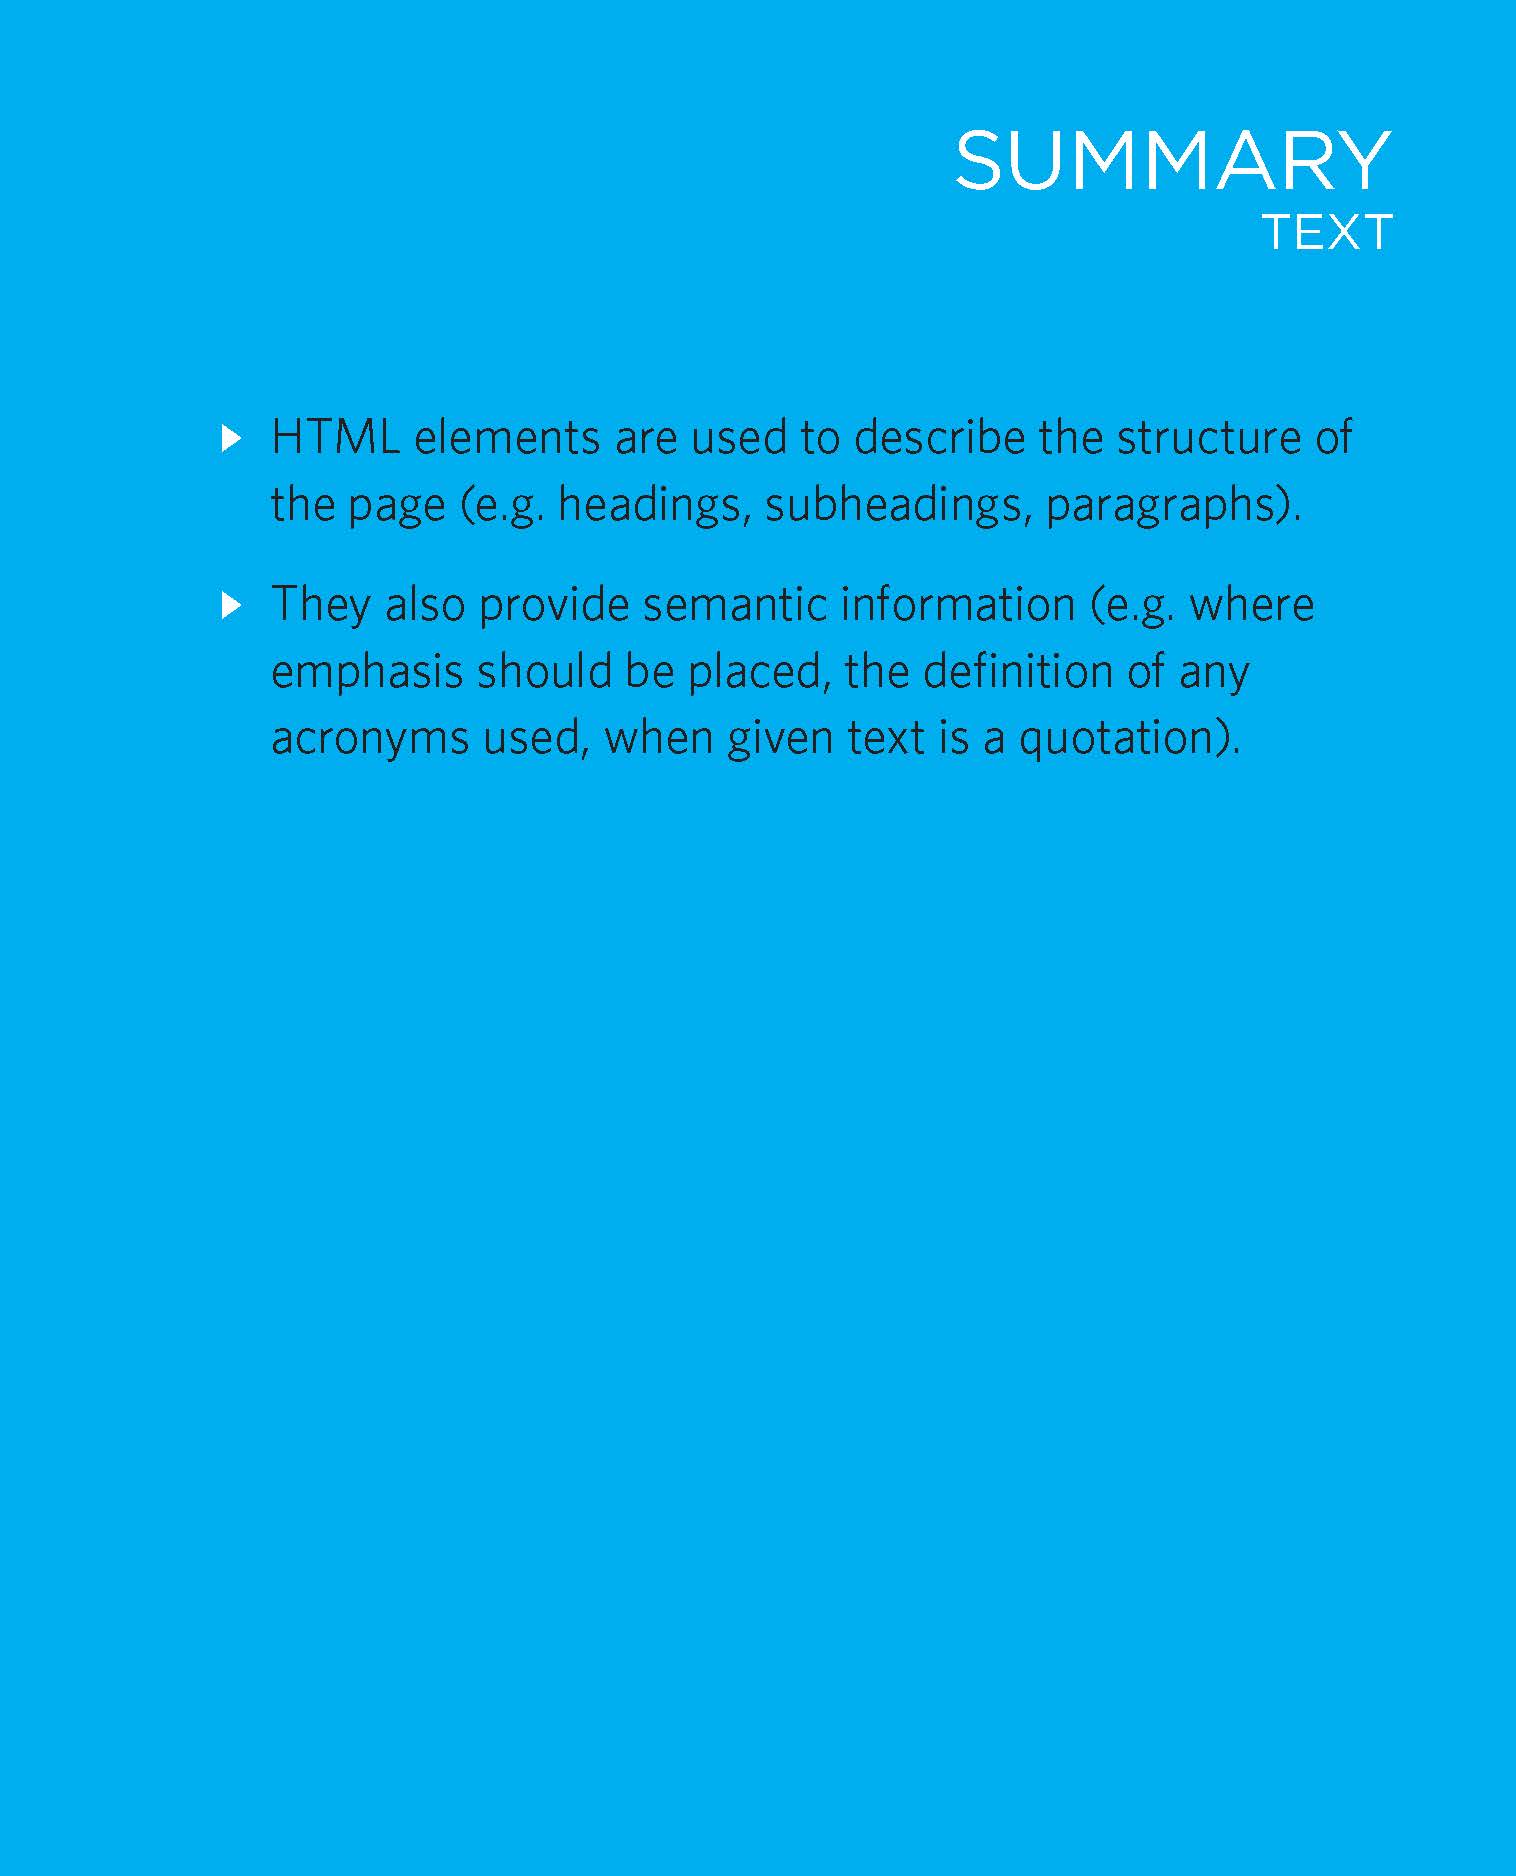 SUMMARY
TEXT
HTML elements are used to describe the structure of
the page (e.g. headings, subheadings, paragraphs).
They also provide semantic information (e.g. where
emphasis should be placed, the definition of any
acronyms used, when given text is a quotation).